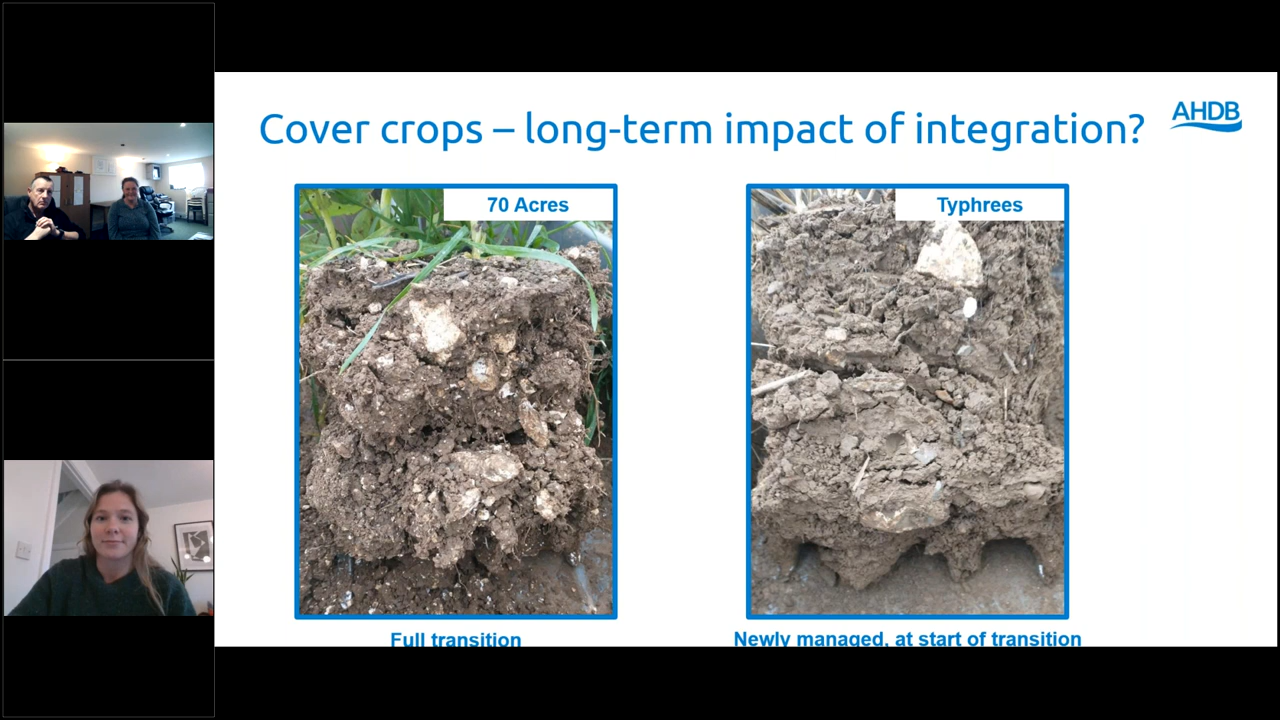 Cover crops – long-term impact of integration?
AHDB
70 Acres
Typhrees
Full transition
Newly managed, at start of transition